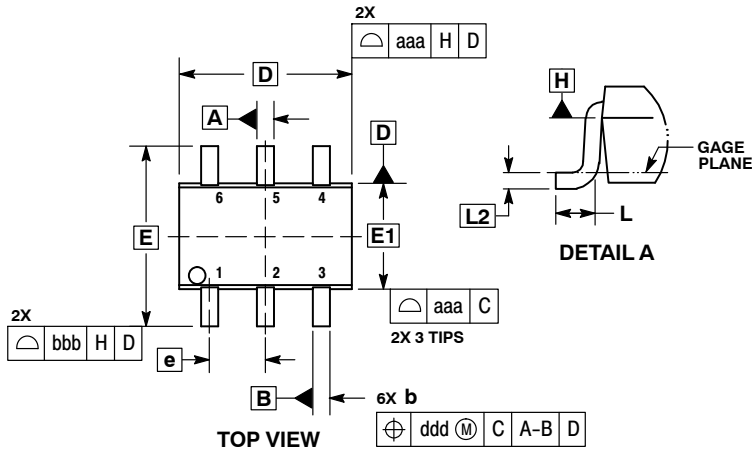 2X
⌓ aaa H D
D
A
D
H
GAGE
PLANE
6 5 4
E
E1
L2
L
DETAIL A
1 2 3
⌓ aaa C
2X 3 TIPS
2X
⌓ bbb H D
e
B
6X b
⌖ ddd Ⓜ C A-B D
TOP VIEW